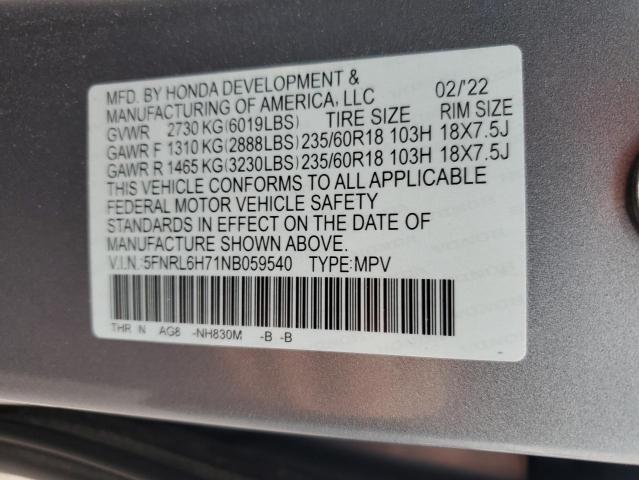 MFD. BY HONDA DEVELOPMENT &
MANUFACTURING OF AMERICA, LLC 02/'22
GVWR 2730 KG(6019LBS) TIRE SIZE RIM SIZE
GAWR F 1310 KG(2888LBS) 235/60R18 103H 18X7.5J
GAWR R 1465 KG(3230LBS) 235/60R18 103H 18X7.5J
THIS VEHICLE CONFORMS TO ALL APPLICABLE
FEDERAL MOTOR VEHICLE SAFETY
STANDARDS IN EFFECT ON THE DATE OF
MANUFACTURE SHOWN ABOVE.
V.I.N.:5FNRL6H71NB059540 TYPE:MPV
THR N AG8 -NH830M -B -B